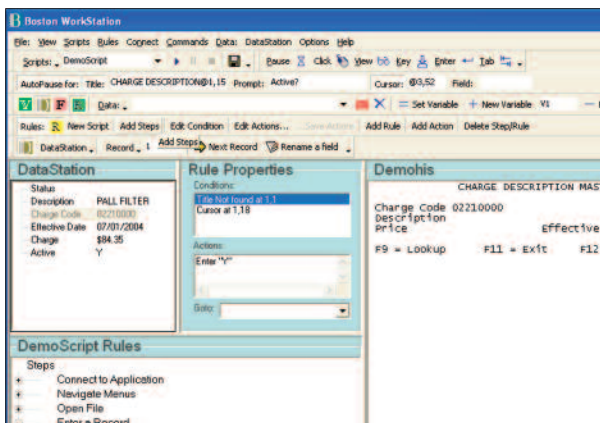 Boston WorkStation
File: View Scripts Rules Connect Commands Data: DataStation Options Help
Scripts: DemoScript Pause Click View Key Enter Tab
AutoPause for: Title: CHARGE DESCRIPTION@1,15 Prompt: Active? Cursor: @3,52 Field:
V F Data: X = Set Variable + New Variable V1
Rules: R New Script Add Steps Edit Condition Edit Actions... Save Actions Add Rule Add Action Delete Step/Rule
DataStation Record 1 Add Steps Next Record Rename a field
DataStation Rule Properties Demohis
Status Conditions: CHARGE DESCRIPTION MAS
Description PALL FILTER Title Not found at 1,1
Charge Code 02210000 Cursor at 1,18 Charge Code 02210000
Effective Date 07/01/2004 Description
Charge $84.35 Price Effective
Active Y Actions: F9 = Lookup F11 = Exit F12
Enter "Y"
Goto:
DemoScript Rules
Steps
Connect to Application
Navigate Menus
Open File
Enter a Record